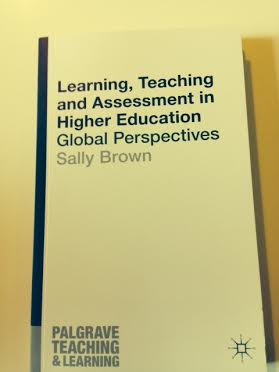 Learning, Teaching
and Assessment in
Higher Education
Global Perspectives
Sally Brown
PALGRAVE
TEACHING
& LEARNING